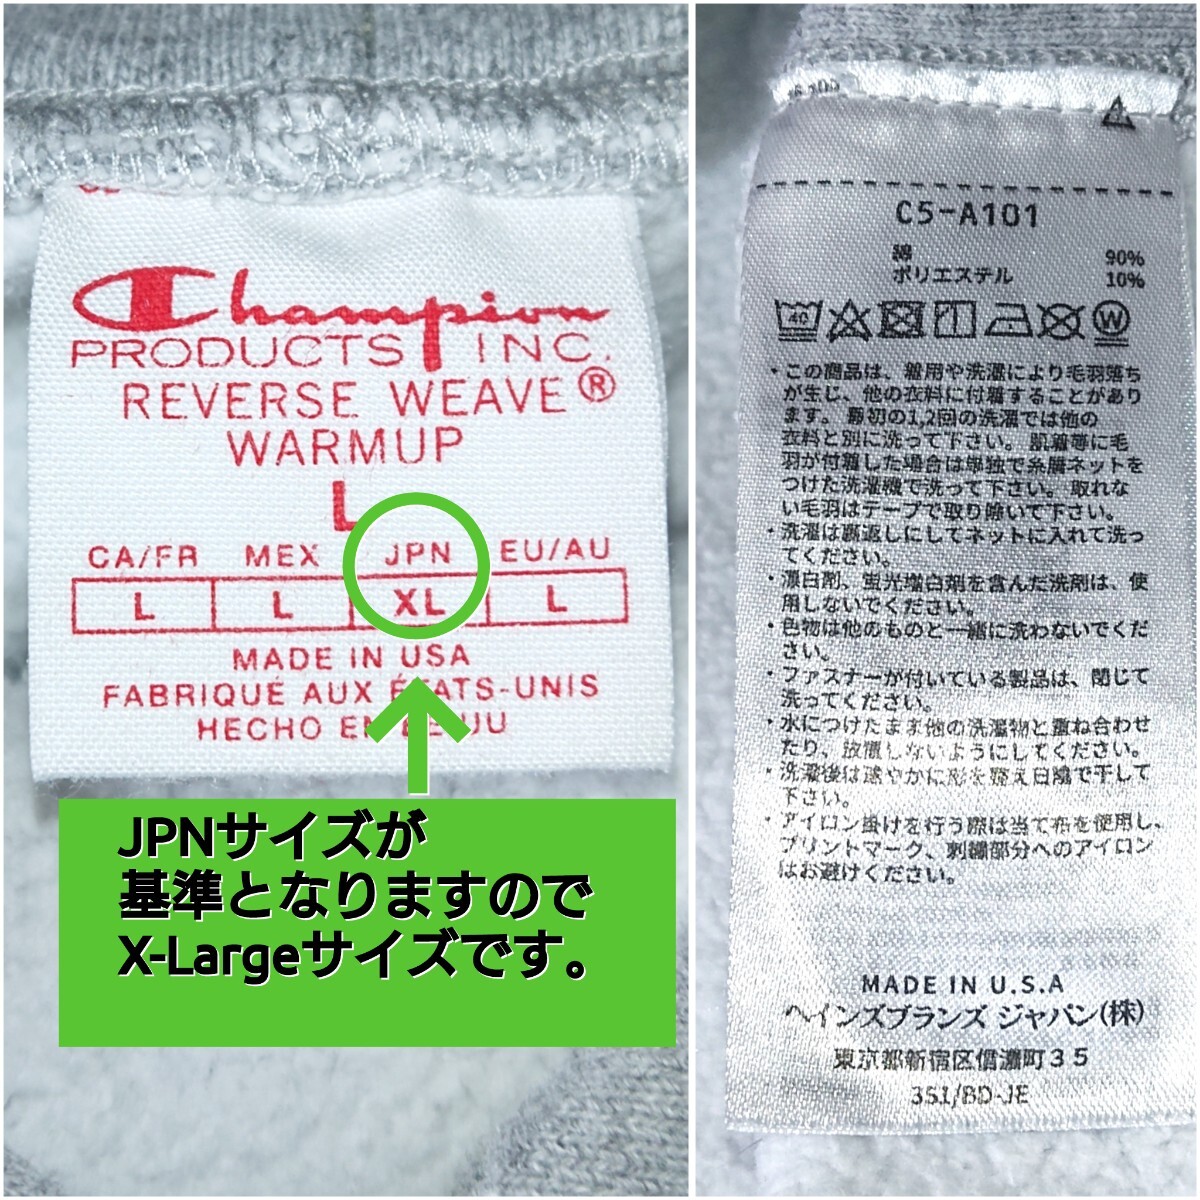 Champion
PRODUCTS INC.
REVERSE WEAVE®
WARMUP
L
CA/FR MEX JPN EU/AU
L L XL L
MADE IN USA
FABRIQUÉ AUX ÉTATS-UNIS
HECHO EN EE UU
JPNサイズが
基準となりますので
X-Largeサイズです。
C5-A101
綿 90%
ポリエステル 10%
40 W
・この商品は、着用や洗濯により毛羽落ち
が生じ、他の衣料に付着することがあり
ます。最初の1,2回の洗濯では他の
衣料と別に洗って下さい。肌着等に毛
羽が付着した場合は単独で糸屑ネットを
つけた洗濯機で洗って下さい。取れな
い毛羽はテープで取り除いて下さい。
・洗濯は裏返しにしてネットに入れて洗っ
てください。
・漂白剤、蛍光増白剤を含んだ洗剤は、使
用しないでください。
・色物は他のものと一緒に洗わないでくだ
さい。
・ファスナーが付いている製品は、閉じて
洗ってください。
・水につけたまま他の洗濯物と重ね合わせ
たり、放置しないようにしてください。
・洗濯後は速やかに形を整え日陰で干して
下さい。
・アイロン掛けを行う際は当て布を使用し、
プリントマーク、刺繍部分へのアイロン
はお避けください。
MADE IN U.S.A
ヘインズブランズ ジャパン(株)
東京都新宿区信濃町35
351/BD-JE